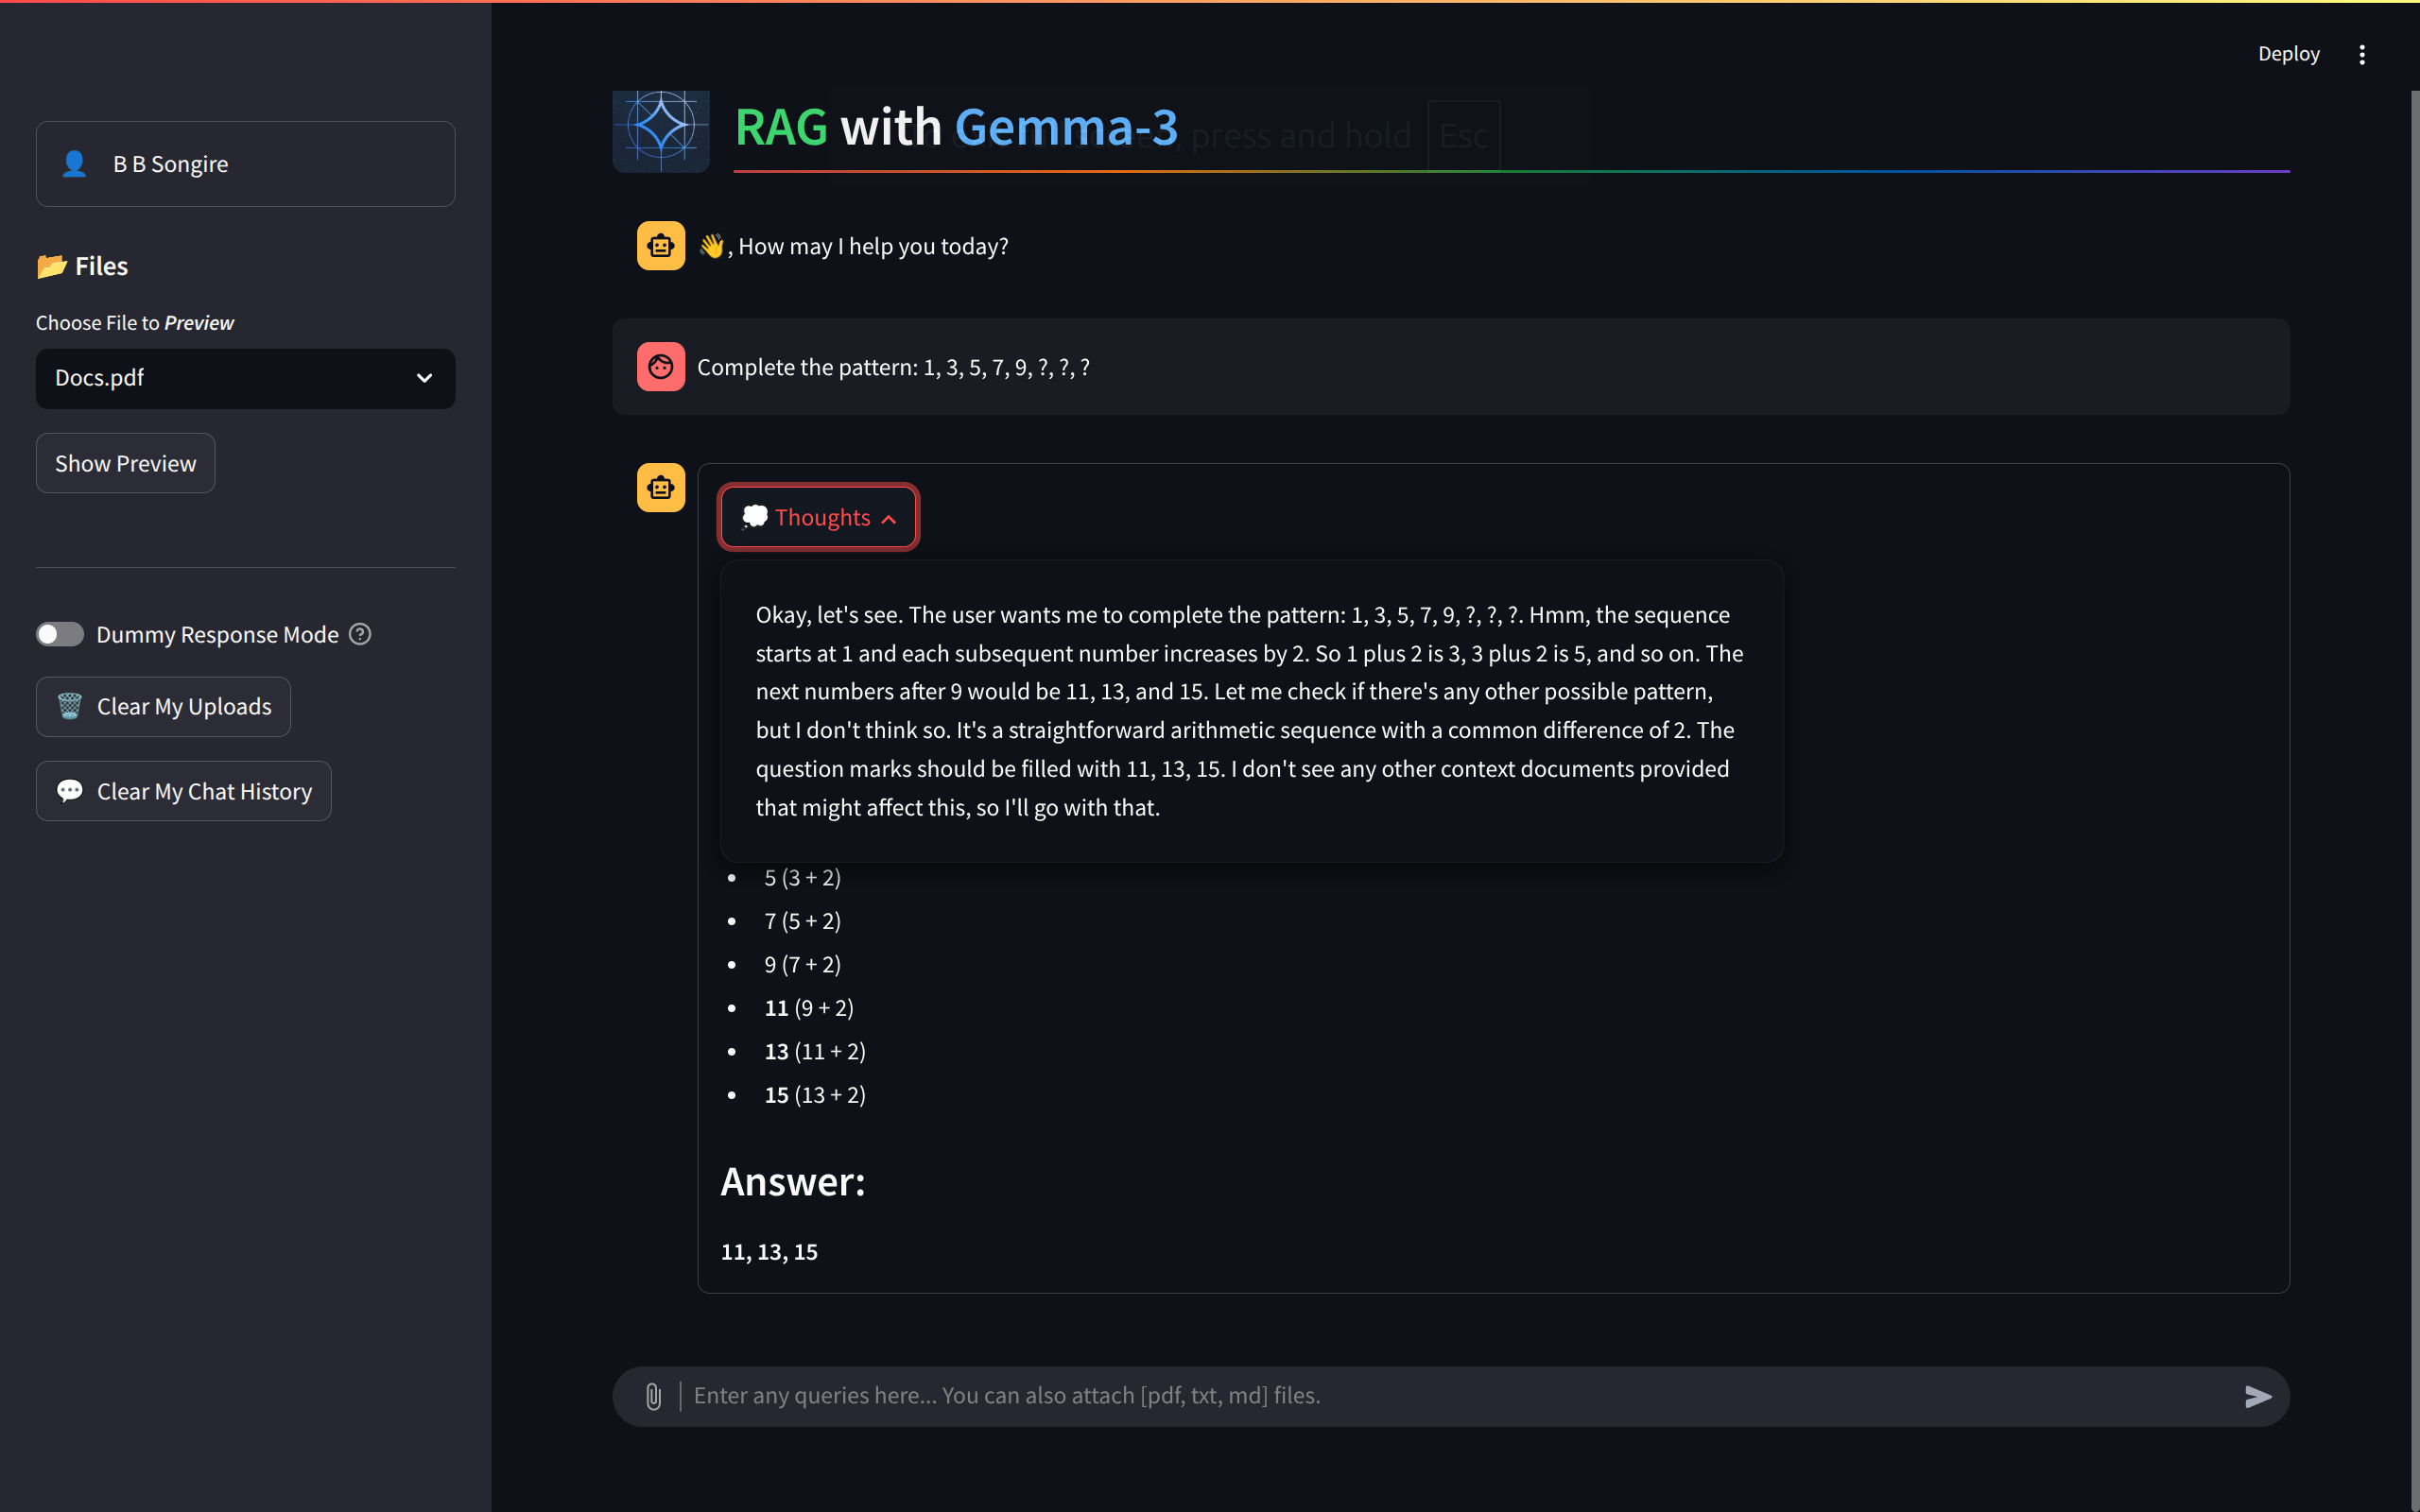 Deploy
B B Songire
Files
Choose File to Preview
Docs.pdf
Show Preview
Dummy Response Mode
Clear My Uploads
Clear My Chat History
RAG with Gemma-3
press and hold Esc
👋, How may I help you today?
Complete the pattern: 1, 3, 5, 7, 9, ?, ?, ?
💭 Thoughts
Okay, let's see. The user wants me to complete the pattern: 1, 3, 5, 7, 9, ?, ?, ?. Hmm, the sequence
starts at 1 and each subsequent number increases by 2. So 1 plus 2 is 3, 3 plus 2 is 5, and so on. The
next numbers after 9 would be 11, 13, and 15. Let me check if there's any other possible pattern,
but I don't think so. It's a straightforward arithmetic sequence with a common difference of 2. The
question marks should be filled with 11, 13, 15. I don't see any other context documents provided
that might affect this, so I'll go with that.
• 5 (3 + 2)
• 7 (5 + 2)
• 9 (7 + 2)
• 11 (9 + 2)
• 13 (11 + 2)
• 15 (13 + 2)
Answer:
11, 13, 15
Enter any queries here... You can also attach [pdf, txt, md] files.